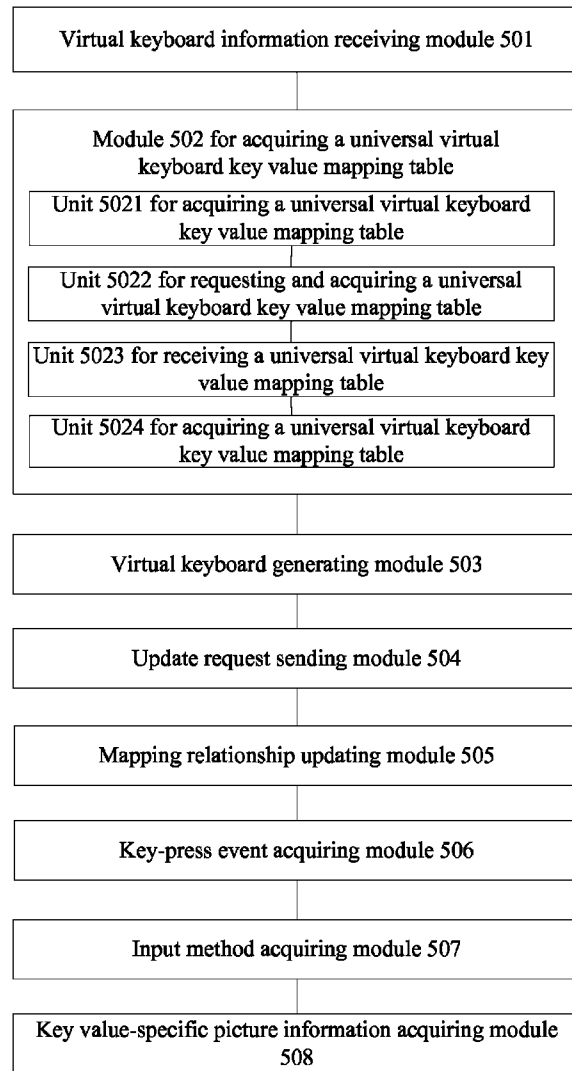 Virtual keyboard information receiving module 501
Module 502 for acquiring a universal virtual
keyboard key value mapping table
Unit 5021 for acquiring a universal virtual keyboard
key value mapping table
Unit 5022 for requesting and acquiring a universal
virtual keyboard key value mapping table
Unit 5023 for receiving a universal virtual keyboard key
value mapping table
Unit 5024 for acquiring a universal virtual keyboard
key value mapping table
Virtual keyboard generating module 503
Update request sending module 504
Mapping relationship updating module 505
Key-press event acquiring module 506
Input method acquiring module 507
Key value-specific picture information acquiring module
508